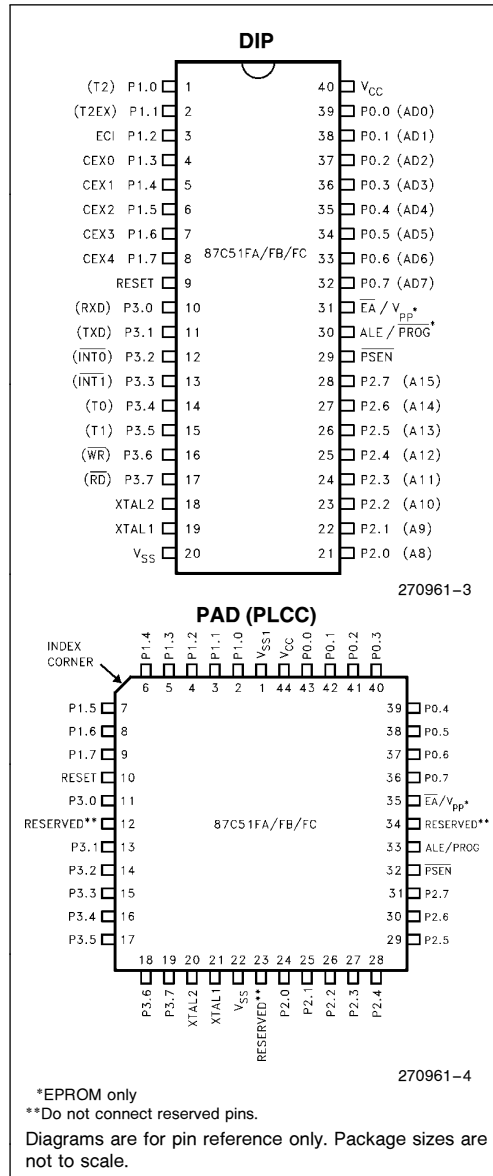 DIP
(T2) P1.0 1 40 VCC
(T2EX) P1.1 2 39 P0.0 (AD0)
ECI P1.2 3 38 P0.1 (AD1)
CEX0 P1.3 4 37 P0.2 (AD2)
CEX1 P1.4 5 36 P0.3 (AD3)
CEX2 P1.5 6 35 P0.4 (AD4)
CEX3 P1.6 7 34 P0.5 (AD5)
87C51FA/FB/FC
CEX4 P1.7 8 33 P0.6 (AD6)
RESET 9 32 P0.7 (AD7)
(RXD) P3.0 10 31 E̅A̅ / VPP*
(TXD) P3.1 11 30 ALE / P̅R̅O̅G̅*
(I̅N̅T̅0̅) P3.2 12 29 P̅S̅E̅N̅
(I̅N̅T̅1̅) P3.3 13 28 P2.7 (A15)
(T0) P3.4 14 27 P2.6 (A14)
(T1) P3.5 15 26 P2.5 (A13)
(W̅R̅) P3.6 16 25 P2.4 (A12)
(R̅D̅) P3.7 17 24 P2.3 (A11)
XTAL2 18 23 P2.2 (A10)
XTAL1 19 22 P2.1 (A9)
VSS 20 21 P2.0 (A8)
270961–3
PAD (PLCC)
INDEX
CORNER
P1.4 P1.3 P1.2 P1.1 P1.0 VSS1 VCC P0.0 P0.1 P0.2 P0.3
6 5 4 3 2 1 44 43 42 41 40
P1.5 7 39 P0.4
P1.6 8 38 P0.5
P1.7 9 37 P0.6
RESET 10 36 P0.7
P3.0 11 35 E̅A̅/VPP*
RESERVED** 12 87C51FA/FB/FC 34 RESERVED**
P3.1 13 33 ALE/PROG
P3.2 14 32 P̅S̅E̅N̅
P3.3 15 31 P2.7
P3.4 16 30 P2.6
P3.5 17 29 P2.5
18 19 20 21 22 23 24 25 26 27 28
P3.6 P3.7 XTAL2 XTAL1 VSS RESERVED** P2.0 P2.1 P2.2 P2.3 P2.4
270961–4
*EPROM only
**Do not connect reserved pins.
Diagrams are for pin reference only. Package sizes are
not to scale.